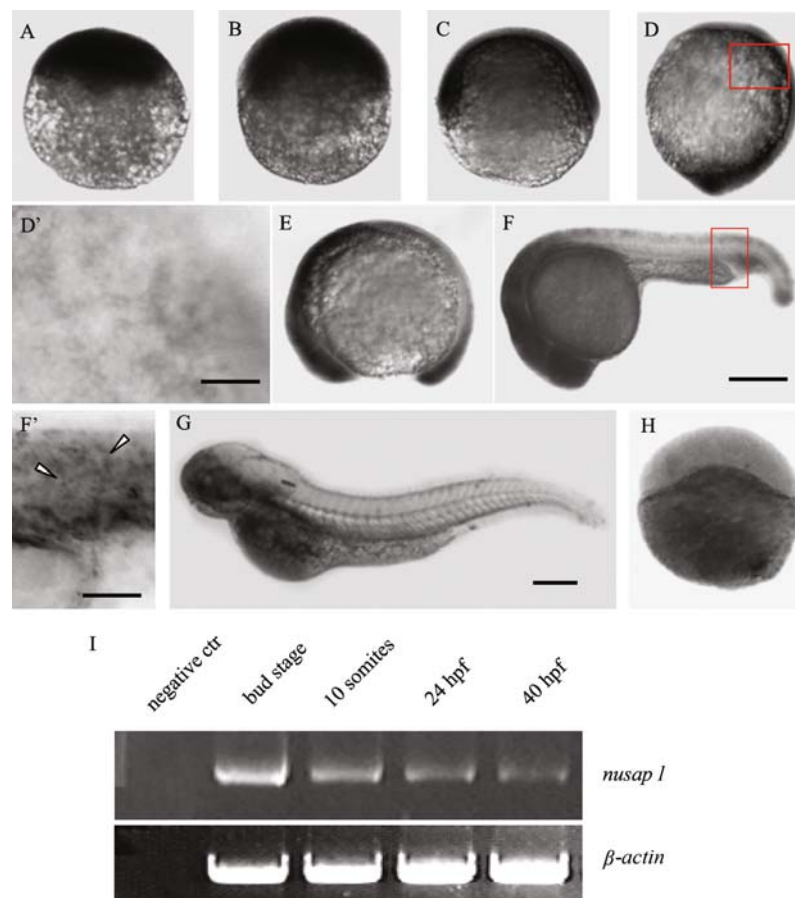 A
B
C
D
D'
E
F
F'
G
H
I
negative ctr
bud stage
10 somites
24 hpf
40 hpf
nusap 1
β-actin